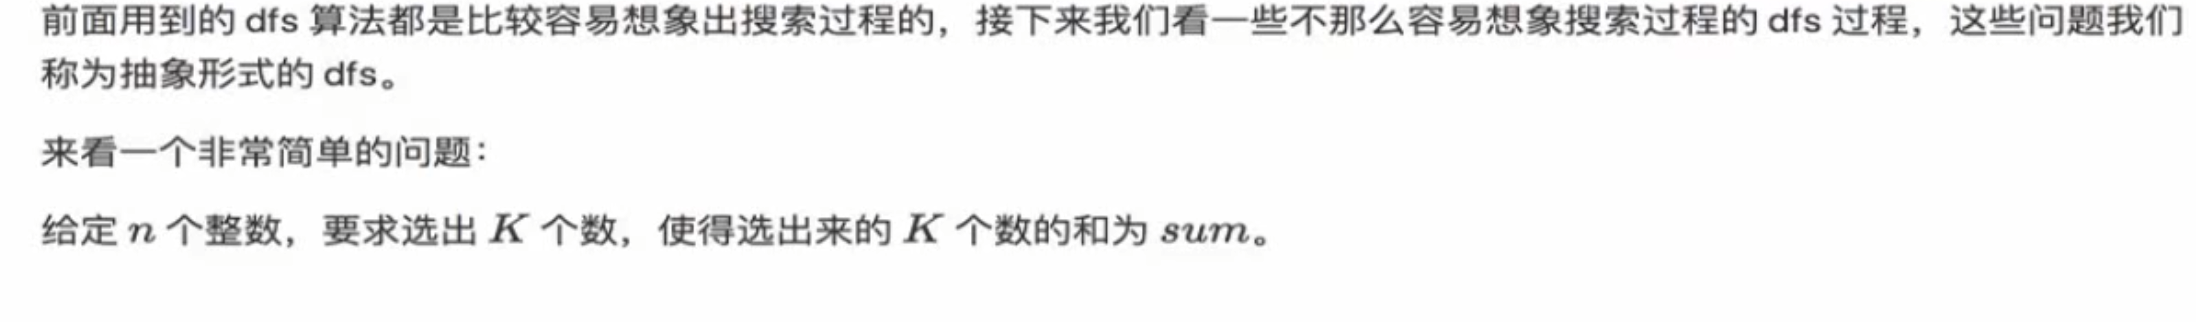 前面用到的 dfs 算法都是比较容易想象出搜索过程的，接下来我们看一些不那么容易想象搜索过程的 dfs 过程，这些问题我们
称为抽象形式的 dfs。
来看一个非常简单的问题：
给定 n 个整数，要求选出 K 个数，使得选出来的 K 个数的和为 sum。